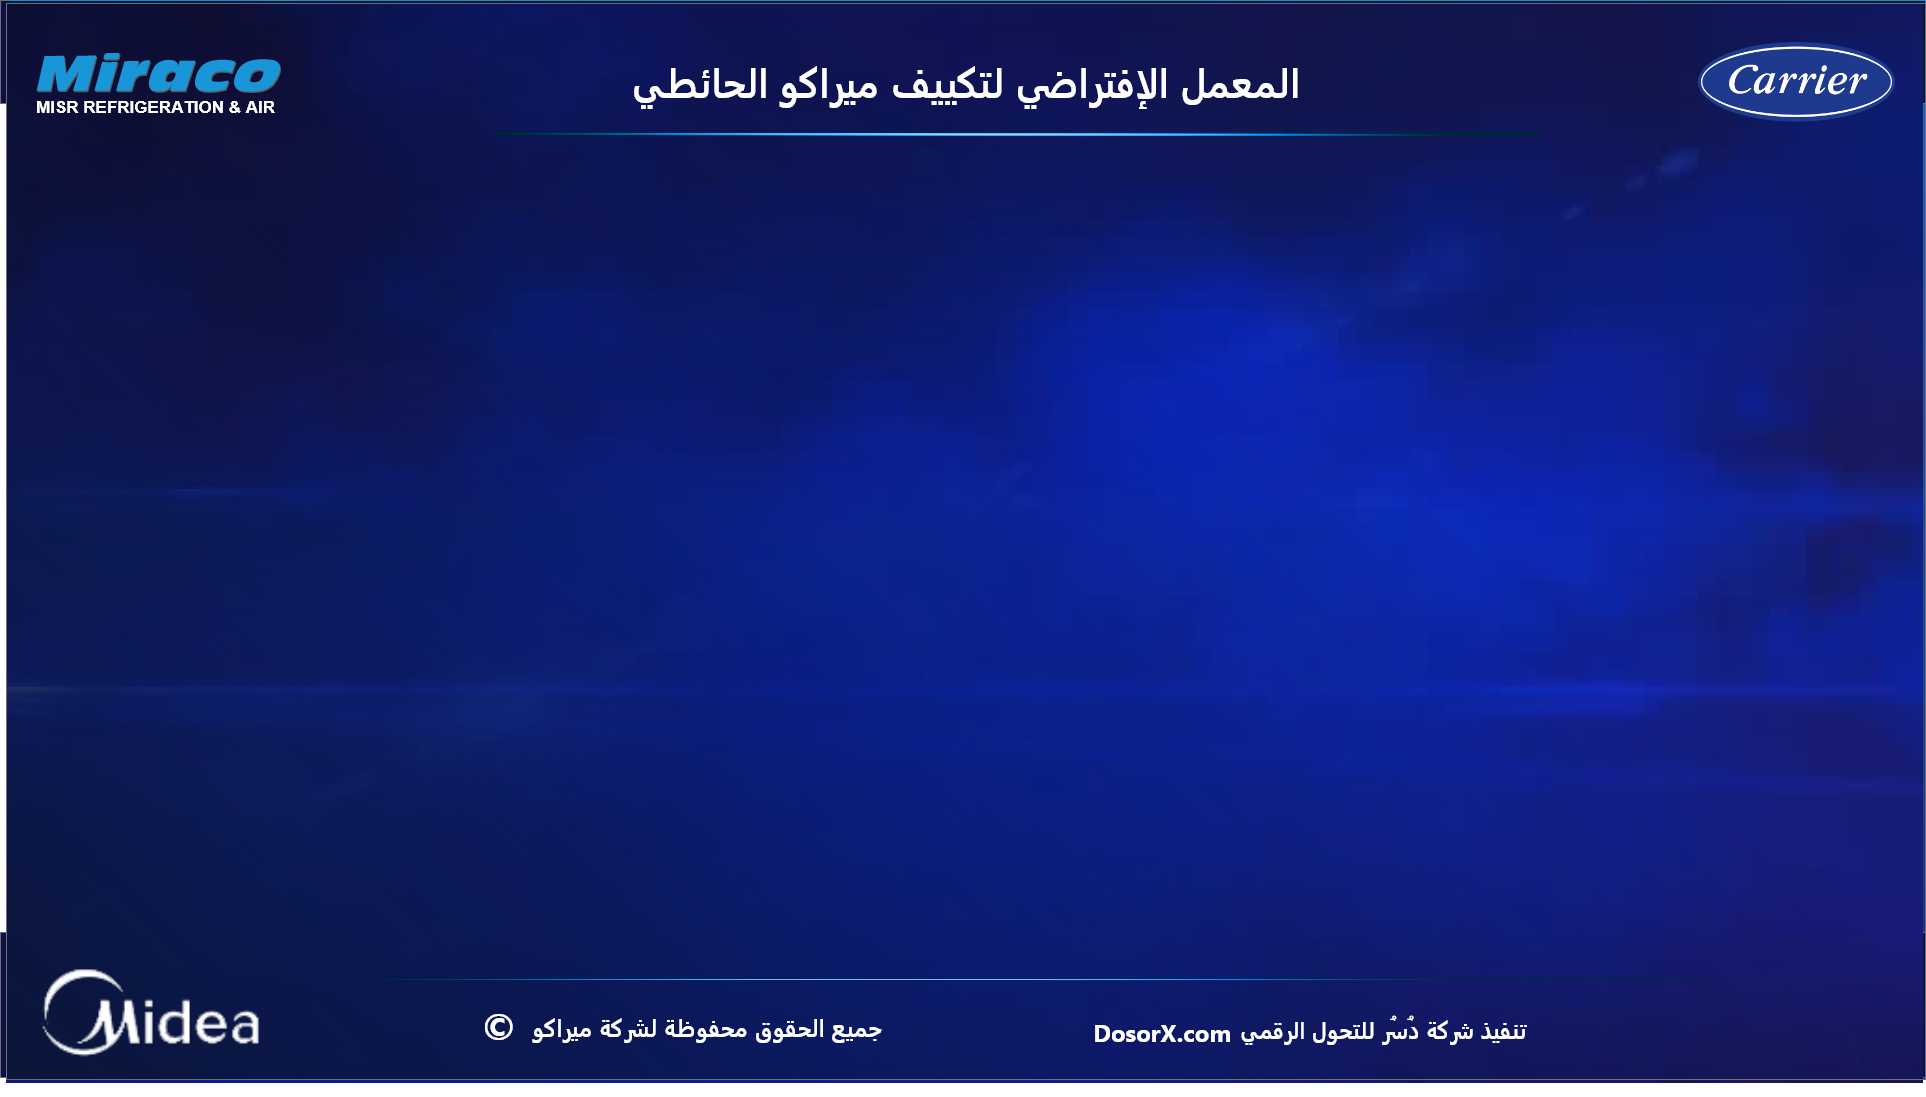 Miraco
MISR REFRIGERATION & AIR
المعمل الإفتراضي لتكييف ميراكو الحائطي
Carrier
Midea
جميع الحقوق محفوظة لشركة ميراكو ©
تنفيذ شركة دُسُر للتحول الرقمي DosorX.com